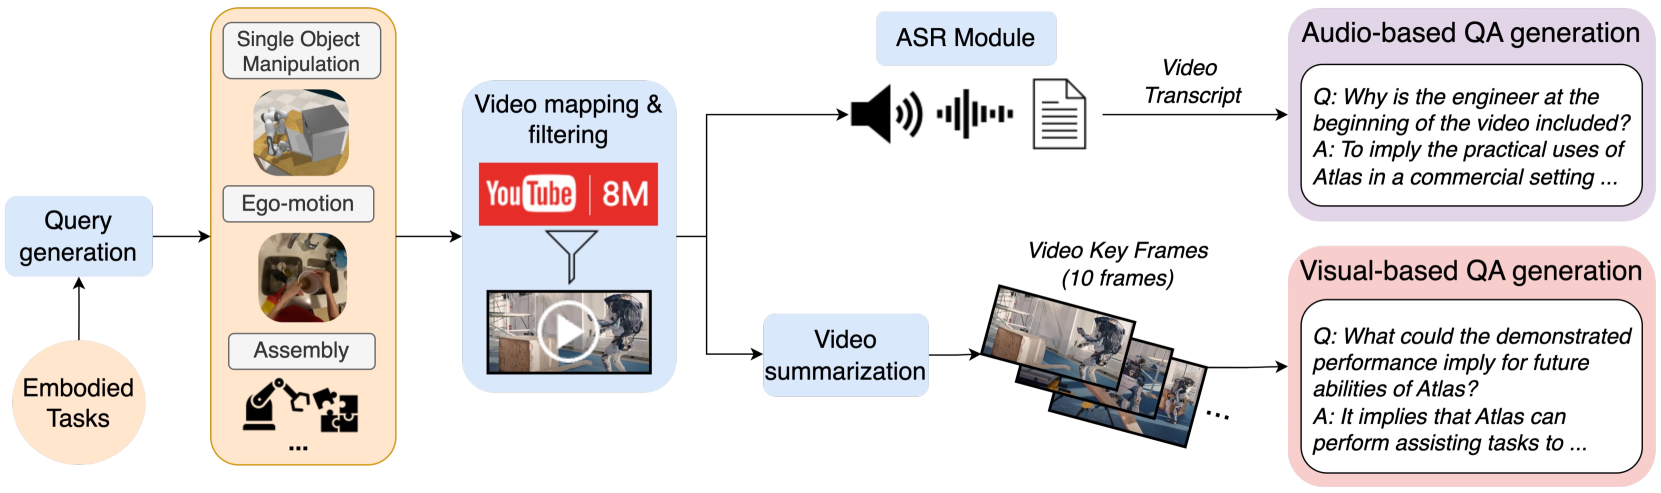 Query
generation
Embodied
Tasks
Single Object
Manipulation
Ego-motion
Assembly
...
Video mapping &
filtering
YouTube | 8M
ASR Module
Video
Transcript
Video
summarization
Video Key Frames
(10 frames)
...
Audio-based QA generation
Q: Why is the engineer at the
beginning of the video included?
A: To imply the practical uses of
Atlas in a commercial setting ...
Visual-based QA generation
Q: What could the demonstrated
performance imply for future
abilities of Atlas?
A: It implies that Atlas can
perform assisting tasks to ...